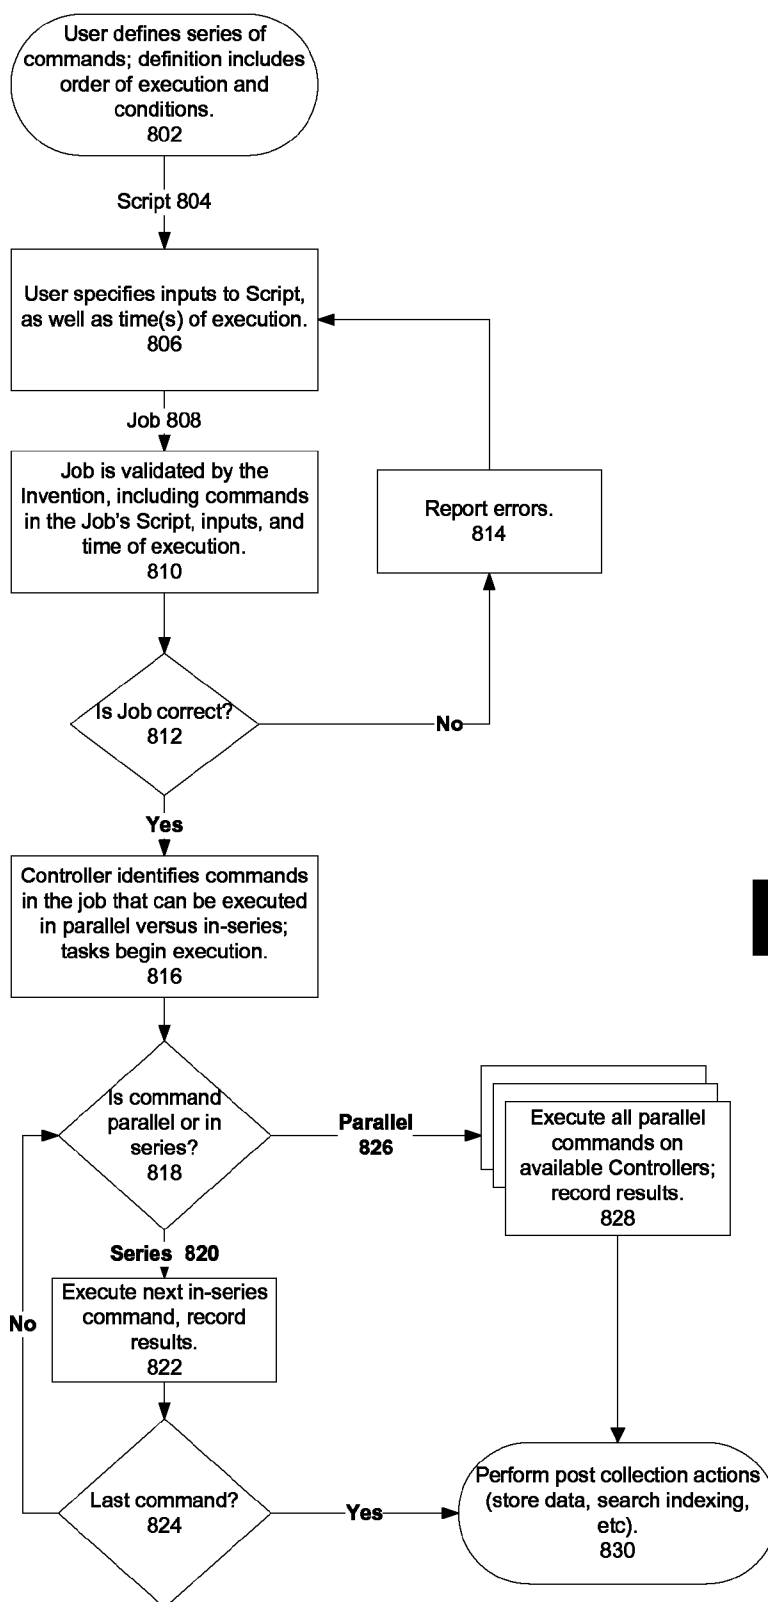 User defines series of
commands; definition includes
order of execution and
conditions.
802
Script 804
User specifies inputs to Script,
as well as time(s) of execution.
806
Job 808
Job is validated by the
Invention, including commands
in the Job's Script, inputs, and
time of execution.
810
Report errors.
814
Is Job correct?
812
No
Yes
Controller identifies commands
in the job that can be executed
in parallel versus in-series;
tasks begin execution.
816
Is command
parallel or in
series?
818
Parallel
826
Execute all parallel
commands on
available Controllers;
record results.
828
Series 820
Execute next in-series
command, record
results.
822
No
Last command?
824
Yes
Perform post collection actions
(store data, search indexing,
etc).
830